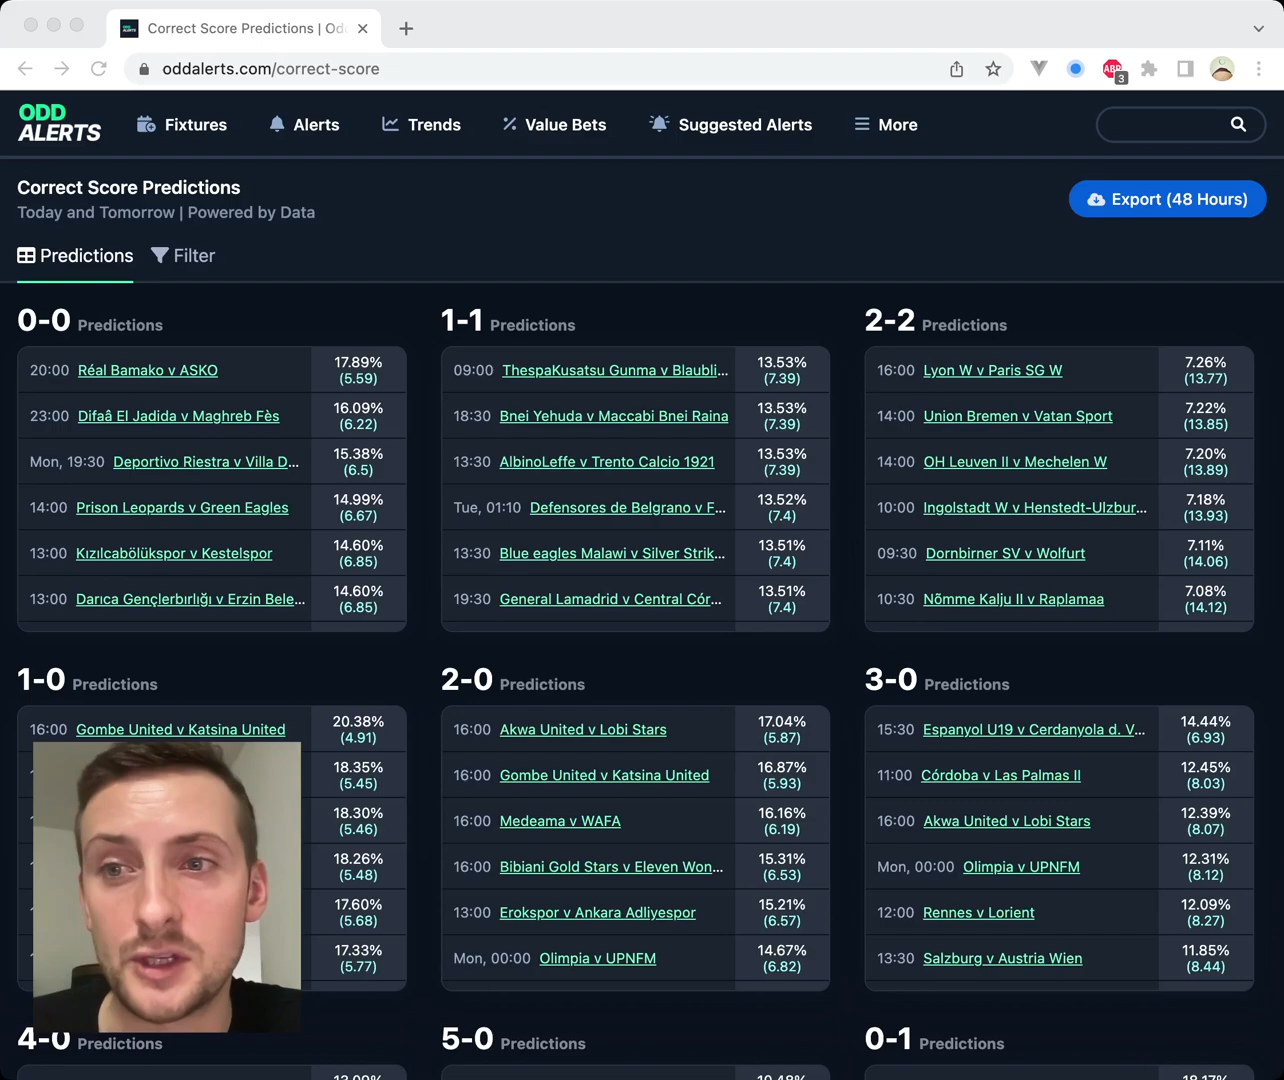 Correct Score Predictions | Od
oddalerts.com/correct-score
ABP
3
ODD
ALERTS
Fixtures
Alerts
Trends
Value Bets
Suggested Alerts
More
Correct Score Predictions
Today and Tomorrow | Powered by Data
Export (48 Hours)
Predictions
Filter
0-0 Predictions
20:00 Réal Bamako v ASKO 17.89% (5.59)
23:00 Difaâ El Jadida v Maghreb Fès 16.09% (6.22)
Mon, 19:30 Deportivo Riestra v Villa D... 15.38% (6.5)
14:00 Prison Leopards v Green Eagles 14.99% (6.67)
13:00 Kızılcabölükspor v Kestelspor 14.60% (6.85)
13:00 Darıca Gençlerbırlığı v Erzin Bele... 14.60% (6.85)
1-1 Predictions
09:00 ThespaKusatsu Gunma v Blaubli... 13.53% (7.39)
18:30 Bnei Yehuda v Maccabi Bnei Raina 13.53% (7.39)
13:30 AlbinoLeffe v Trento Calcio 1921 13.53% (7.39)
Tue, 01:10 Defensores de Belgrano v F... 13.52% (7.4)
13:30 Blue eagles Malawi v Silver Strik... 13.51% (7.4)
19:30 General Lamadrid v Central Cór... 13.51% (7.4)
2-2 Predictions
16:00 Lyon W v Paris SG W 7.26% (13.77)
14:00 Union Bremen v Vatan Sport 7.22% (13.85)
14:00 OH Leuven II v Mechelen W 7.20% (13.89)
10:00 Ingolstadt W v Henstedt-Ulzbur... 7.18% (13.93)
09:30 Dornbirner SV v Wolfurt 7.11% (14.06)
10:30 Nõmme Kalju II v Raplamaa 7.08% (14.12)
1-0 Predictions
16:00 Gombe United v Katsina United 20.38% (4.91)
18.35% (5.45)
18.30% (5.46)
18.26% (5.48)
17.60% (5.68)
17.33% (5.77)
2-0 Predictions
16:00 Akwa United v Lobi Stars 17.04% (5.87)
16:00 Gombe United v Katsina United 16.87% (5.93)
16:00 Medeama v WAFA 16.16% (6.19)
16:00 Bibiani Gold Stars v Eleven Won... 15.31% (6.53)
13:00 Erokspor v Ankara Adliyespor 15.21% (6.57)
Mon, 00:00 Olimpia v UPNFM 14.67% (6.82)
3-0 Predictions
15:30 Espanyol U19 v Cerdanyola d. V... 14.44% (6.93)
11:00 Córdoba v Las Palmas II 12.45% (8.03)
16:00 Akwa United v Lobi Stars 12.39% (8.07)
Mon, 00:00 Olimpia v UPNFM 12.31% (8.12)
12:00 Rennes v Lorient 12.09% (8.27)
13:30 Salzburg v Austria Wien 11.85% (8.44)
4-0 Predictions
5-0 Predictions
0-1 Predictions